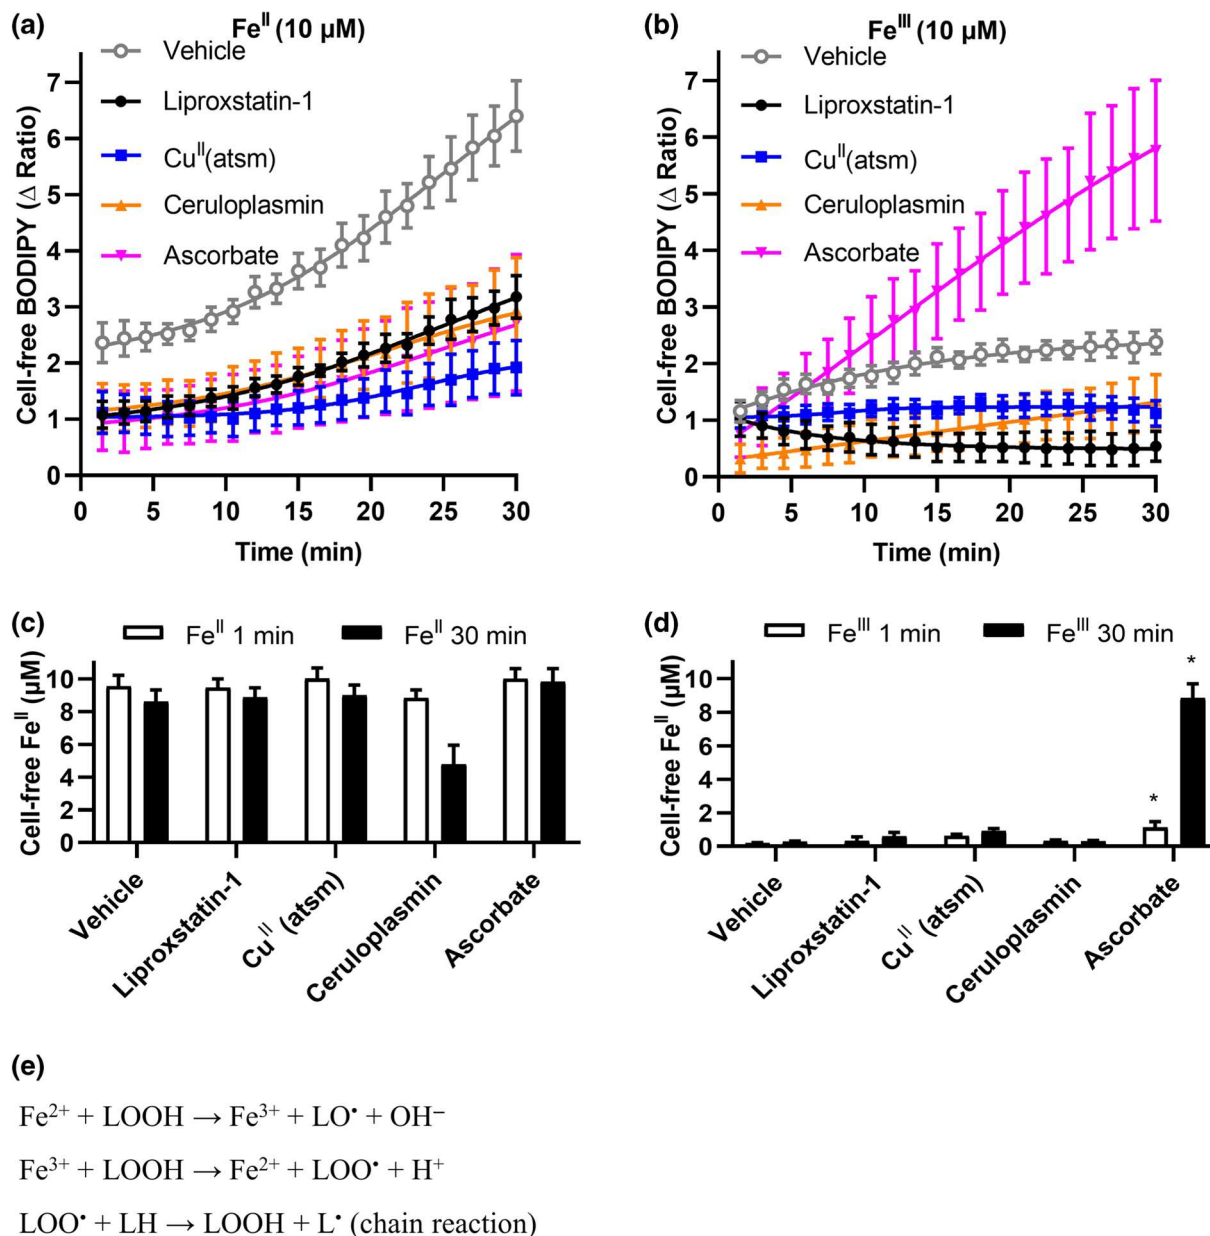 (a)
Fe^II (10 µM)
Vehicle
Liproxstatin-1
Cu^II(atsm)
Ceruloplasmin
Ascorbate
Cell-free BODIPY (Δ Ratio)
7
6
5
4
3
2
1
0
0 5 10 15 20 25 30
Time (min)
(b)
Fe^III (10 µM)
Vehicle
Liproxstatin-1
Cu^II(atsm)
Ceruloplasmin
Ascorbate
Cell-free BODIPY (Δ Ratio)
7
6
5
4
3
2
1
0
0 5 10 15 20 25 30
Time (min)
(c)
Fe^II 1 min Fe^II 30 min
Cell-free Fe^II (µM)
10
8
6
4
2
0
Vehicle
Liproxstatin-1
Cu^II (atsm)
Ceruloplasmin
Ascorbate
(d)
Fe^III 1 min Fe^III 30 min
Cell-free Fe^II (µM)
10
8
6
4
2
0
* *
Vehicle
Liproxstatin-1
Cu^II (atsm)
Ceruloplasmin
Ascorbate
(e)
Fe²⁺ + LOOH → Fe³⁺ + LO• + OH⁻
Fe³⁺ + LOOH → Fe²⁺ + LOO• + H⁺
LOO• + LH → LOOH + L• (chain reaction)